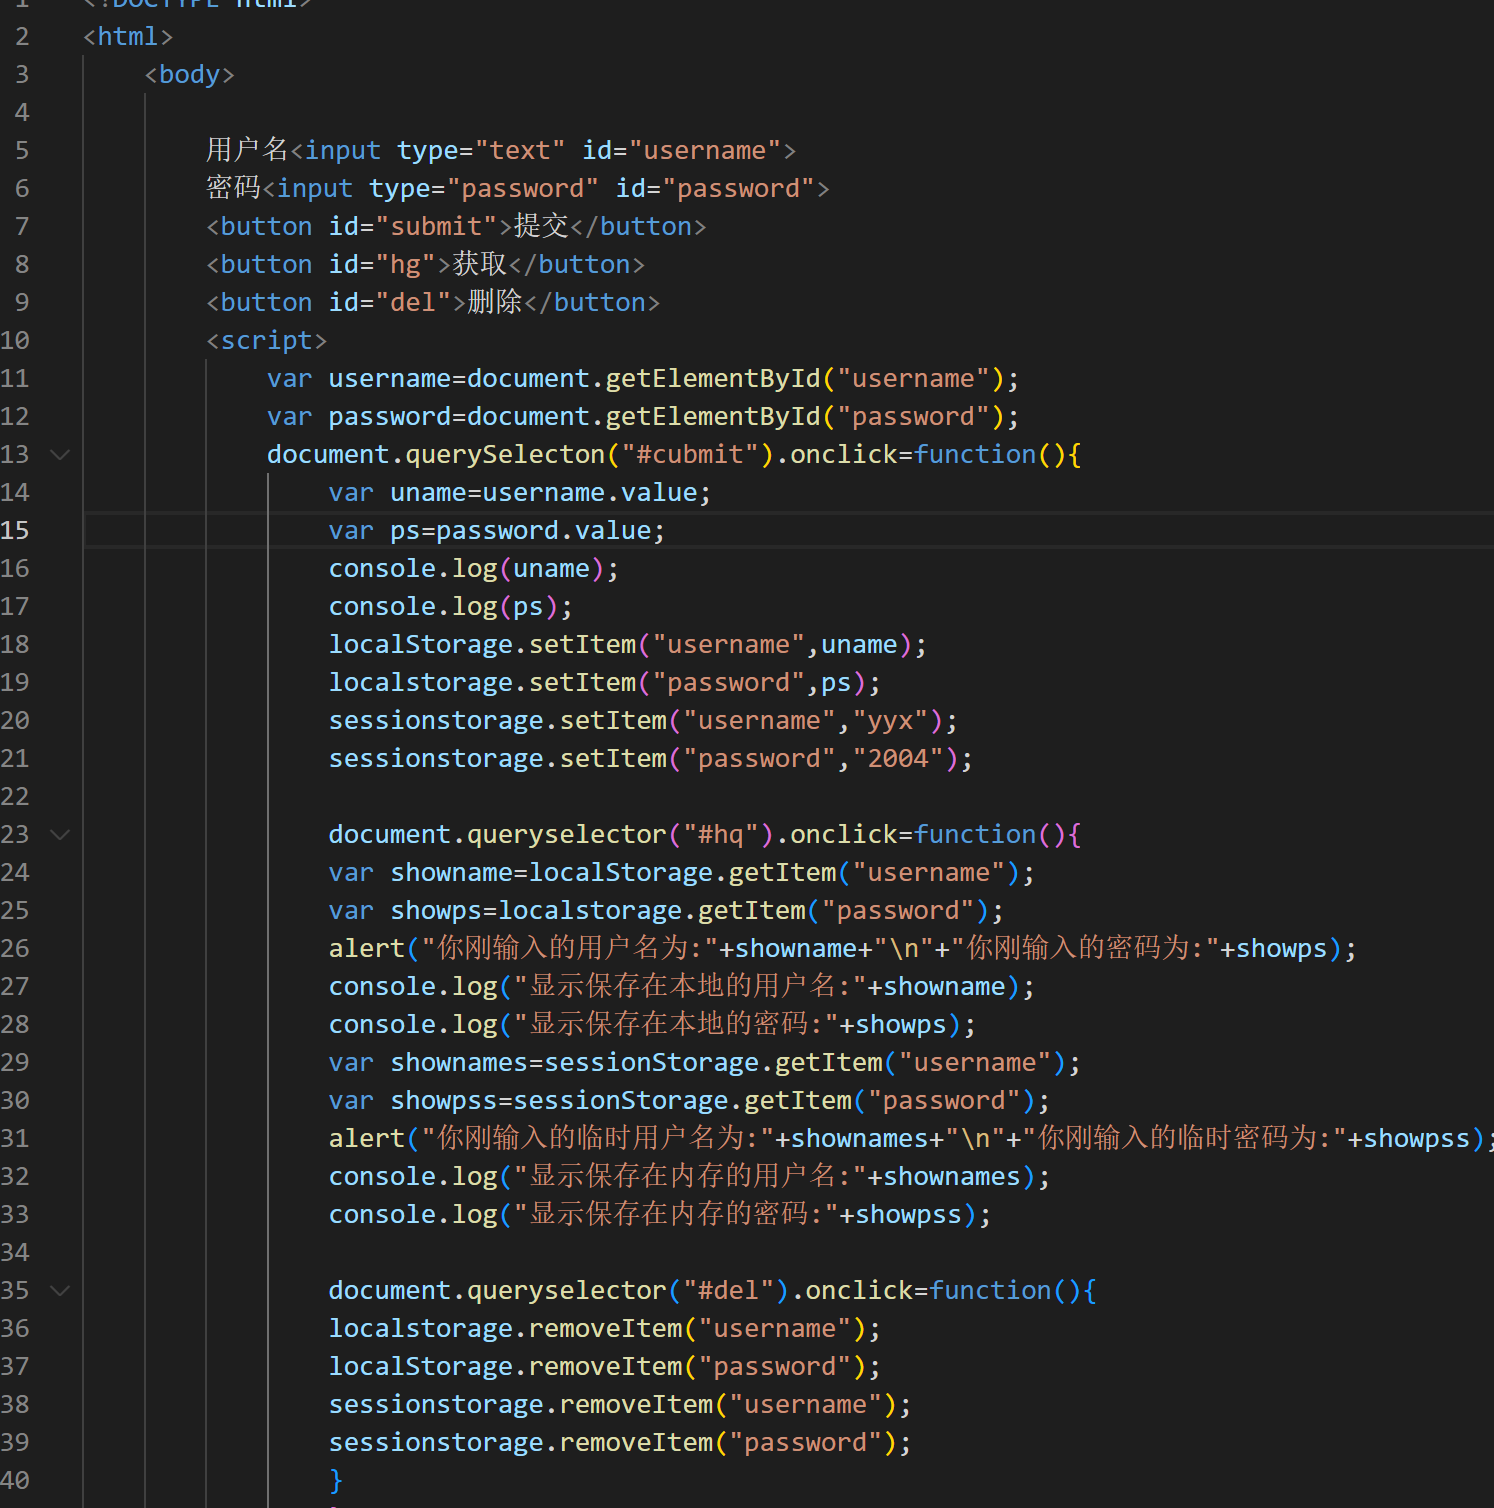 1 <!DOCTYPE html>
2 <html>
3 <body>
4
5 用户名<input type="text" id="username">
6 密码<input type="password" id="password">
7 <button id="submit">提交</button>
8 <button id="hg">获取</button>
9 <button id="del">删除</button>
10 <script>
11 var username=document.getElementById("username");
12 var password=document.getElementById("password");
13 document.querySelecton("#cubmit").onclick=function(){
14 var uname=username.value;
15 var ps=password.value;
16 console.log(uname);
17 console.log(ps);
18 localStorage.setItem("username",uname);
19 localstorage.setItem("password",ps);
20 sessionstorage.setItem("username","yyx");
21 sessionstorage.setItem("password","2004");
22
23 document.queryselector("#hq").onclick=function(){
24 var showname=localStorage.getItem("username");
25 var showps=localstorage.getItem("password");
26 alert("你刚输入的用户名为:"+showname+"\n"+"你刚输入的密码为:"+showps);
27 console.log("显示保存在本地的用户名:"+showname);
28 console.log("显示保存在本地的密码:"+showps);
29 var shownames=sessionStorage.getItem("username");
30 var showpss=sessionStorage.getItem("password");
31 alert("你刚输入的临时用户名为:"+shownames+"\n"+"你刚输入的临时密码为:"+showpss);
32 console.log("显示保存在内存的用户名:"+shownames);
33 console.log("显示保存在内存的密码:"+showpss);
34
35 document.queryselector("#del").onclick=function(){
36 localstorage.removeItem("username");
37 localStorage.removeItem("password");
38 sessionstorage.removeItem("username");
39 sessionstorage.removeItem("password");
40 }